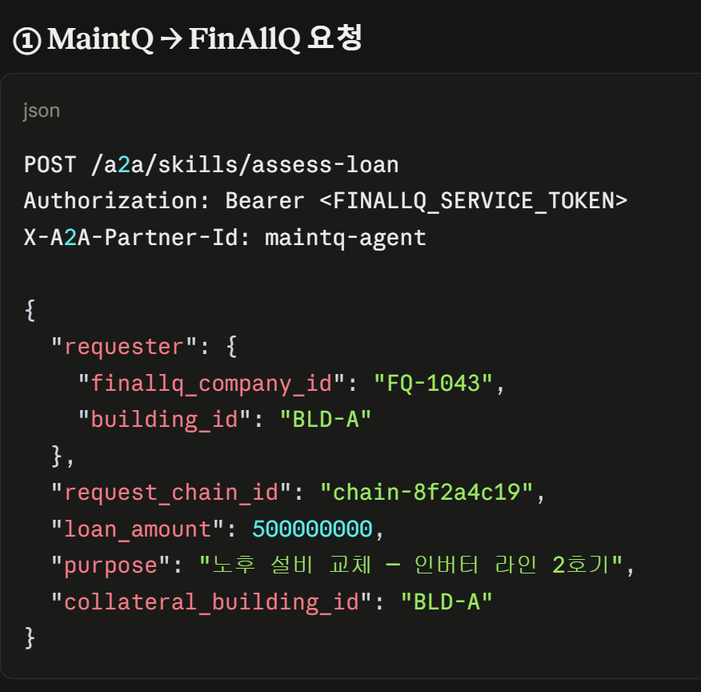 ① MaintQ → FinAllQ 요청
json
POST /a2a/skills/assess-loan
Authorization: Bearer <FINALLQ_SERVICE_TOKEN>
X-A2A-Partner-Id: maintq-agent
{
"requester": {
"finallq_company_id": "FQ-1043",
"building_id": "BLD-A"
},
"request_chain_id": "chain-8f2a4c19",
"loan_amount": 500000000,
"purpose": "노후 설비 교체 — 인버터 라인 2호기",
"collateral_building_id": "BLD-A"
}